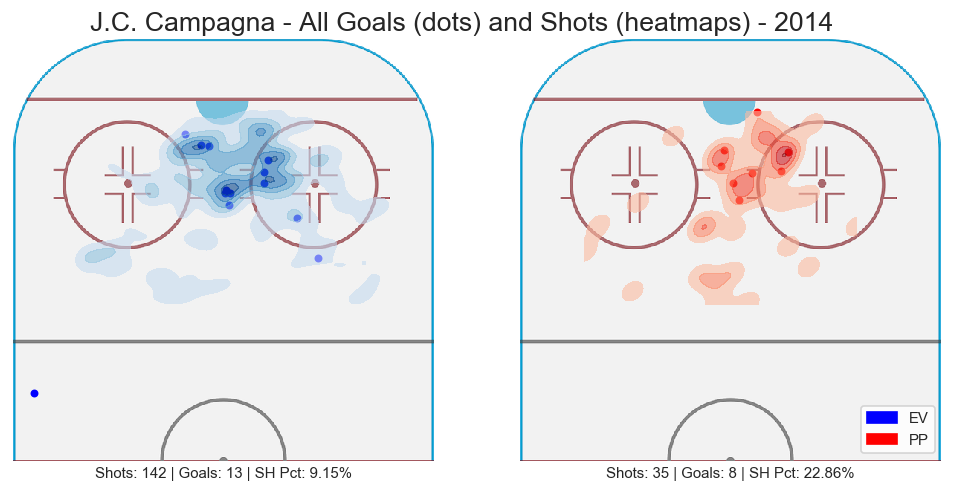 J.C. Campagna - All Goals (dots) and Shots (heatmaps) - 2014
EV
PP
Shots: 142 | Goals: 13 | SH Pct: 9.15%
Shots: 35 | Goals: 8 | SH Pct: 22.86%